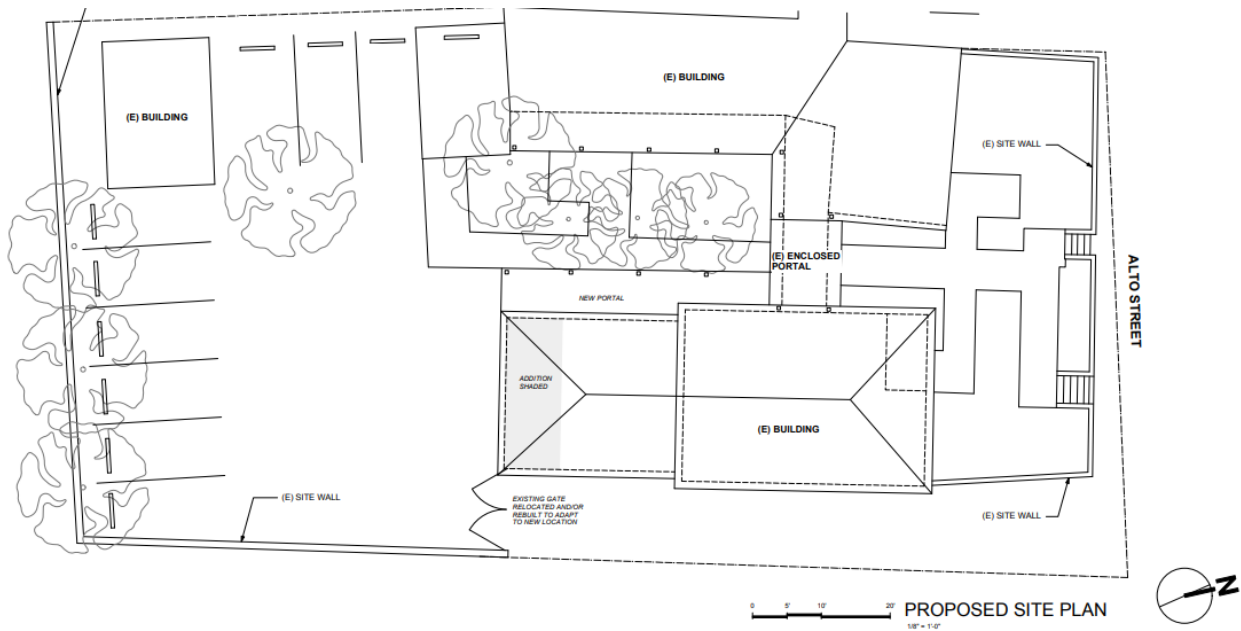 (E) BUILDING
(E) BUILDING
(E) SITE WALL
(E) ENCLOSED
PORTAL
ALTO STREET
NEW PORTAL
ADDITION
SHADED
(E) BUILDING
(E) SITE WALL
EXISTING GATE
RELOCATED AND/OR
REBUILT TO ADAPT
TO NEW LOCATION
(E) SITE WALL
0 5' 10' 20'
PROPOSED SITE PLAN
1/8" = 1'-0"
N